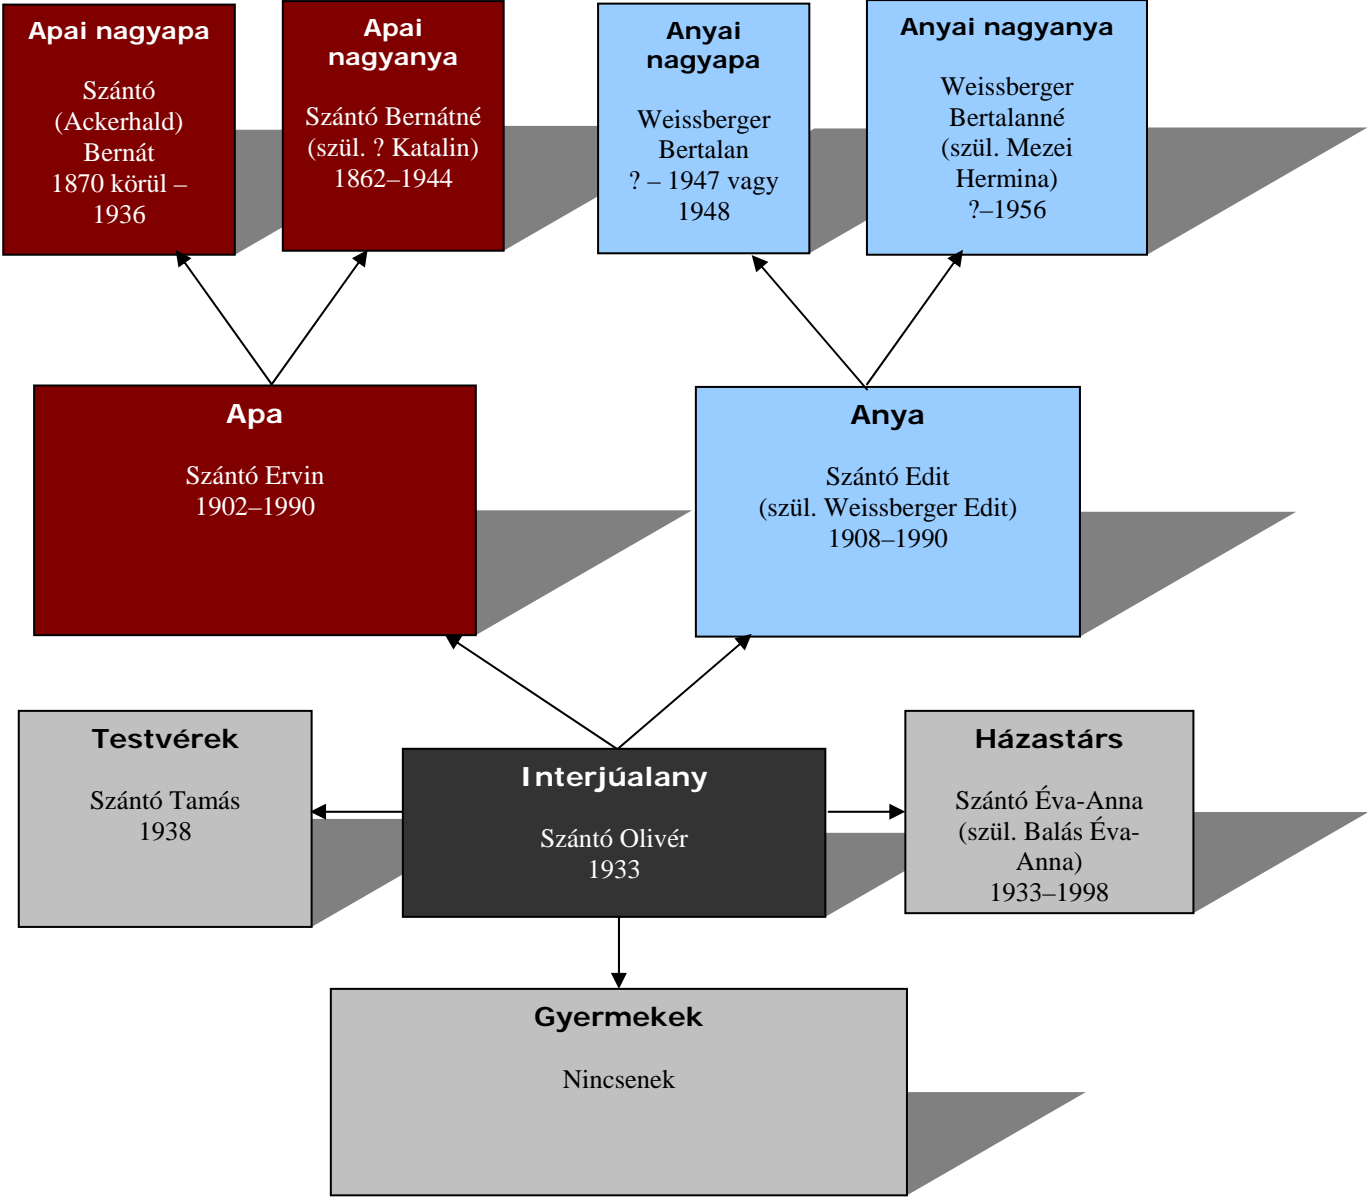 Apai nagyapa
Szántó
(Ackerhald)
Bernát
1870 körül –
1936
Apai
nagyanya
Szántó Bernátné
(szül. ? Katalin)
1862–1944
Anyai
nagyapa
Weissberger
Bertalan
? – 1947 vagy
1948
Anyai nagyanya
Weissberger
Bertalanné
(szül. Mezei
Hermina)
?–1956
Apa
Szántó Ervin
1902–1990
Anya
Szántó Edit
(szül. Weissberger Edit)
1908–1990
Testvérek
Szántó Tamás
1938
Interjúalany
Szántó Olivér
1933
Házastárs
Szántó Éva-Anna
(szül. Balás Éva-
Anna)
1933–1998
Gyermekek
Nincsenek